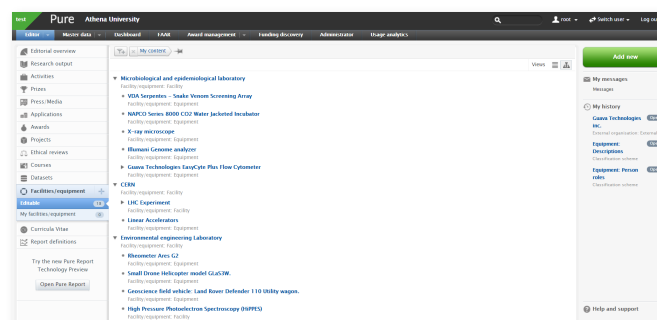 test
Pure Athena University
root
Switch user
Log ou
Editor
Master data
Dashboard
FAAR
Award management
Funding discovery
Administrator
Usage analytics
Editorial overview
Research output
Activities
Prizes
Press/Media
Applications
Awards
Projects
Ethical reviews
Courses
Datasets
Facilities/equipment
Editable
My facilities/equipment
Curricula Vitae
Report definitions
Try the new Pure Report
Technology Preview
Open Pure Report
My content
Views
Microbiological and epidemiological laboratory
Facility/equipment: Facility
VDA Serpentes – Snake Venom Screening Array
Facility/equipment: Equipment
NAPCO Series 8000 CO2 Water Jacketed Incubator
Facility/equipment: Equipment
X-ray microscope
Facility/equipment: Equipment
Illumani Genome analyzer
Facility/equipment: Equipment
Guava Technologies EasyCyte Plus Flow Cytometer
Facility/equipment: Equipment
CERN
Facility/equipment: Facility
LHC Experiment
Facility/equipment: Facility
Linear Accelerators
Facility/equipment: Equipment
Environmental engineering Laboratory
Facility/equipment: Facility
Rheometer Ares G2
Facility/equipment: Equipment
Small Drone Helicopter model GLaS3W.
Facility/equipment: Equipment
Geoscience field vehicle: Land Rover Defender 110 Utility wagon.
Facility/equipment: Equipment
High Pressure Photoelectron Spectroscopy (HiPPES)
Facility/equipment: Facility
Add new
My messages
Messages
My history
Guava Technologies
Inc.
External organisation: External
Equipment:
Descriptions
Classification scheme
Equipment: Person
roles
Classification scheme
Help and support